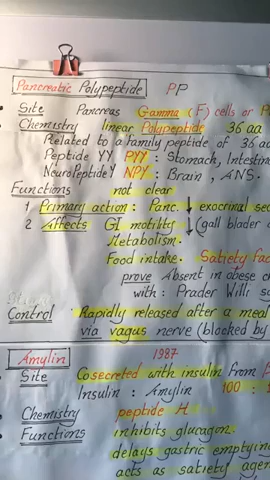 Pancreatic Polypeptide PP
• Site Pancreas Gamma (F) cells or
• Chemistry linear Polypeptide 36 aa
Related to a family peptide of 36 aa
Peptide YY PYY : Stomach, Intestin
NeuroPeptide Y NPY : Brain, ANS.
Functions not clear
1 Primary action : Panc. ↓ exocrinal sec
2 Affects GI motility ↓ (gall blader
Metabolism.
Food intake. Satiety fac
prove Absent in obese c
with : Prader Willi s
Control : Rapidly released after a meal
via vagus nerve (blocked by
Amylin 1987
• Site Cosecreted with insulin from
Insulin : Amylin 100 :
• Chemistry peptide H
• Functions inhibits glucagon.
delays gastric emptyin
acts as satiety agen